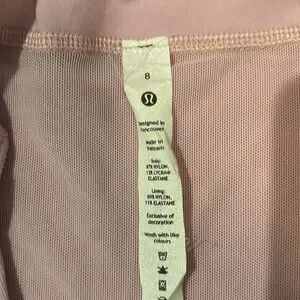 8
Designed in
Vancouver
Made in
Vietnam
Body:
87% NYLON,
13% LYCRA®
ELASTANE
Lining:
89% NYLON,
11% ELASTANE
Exclusive of
decoration
Wash with like
colours